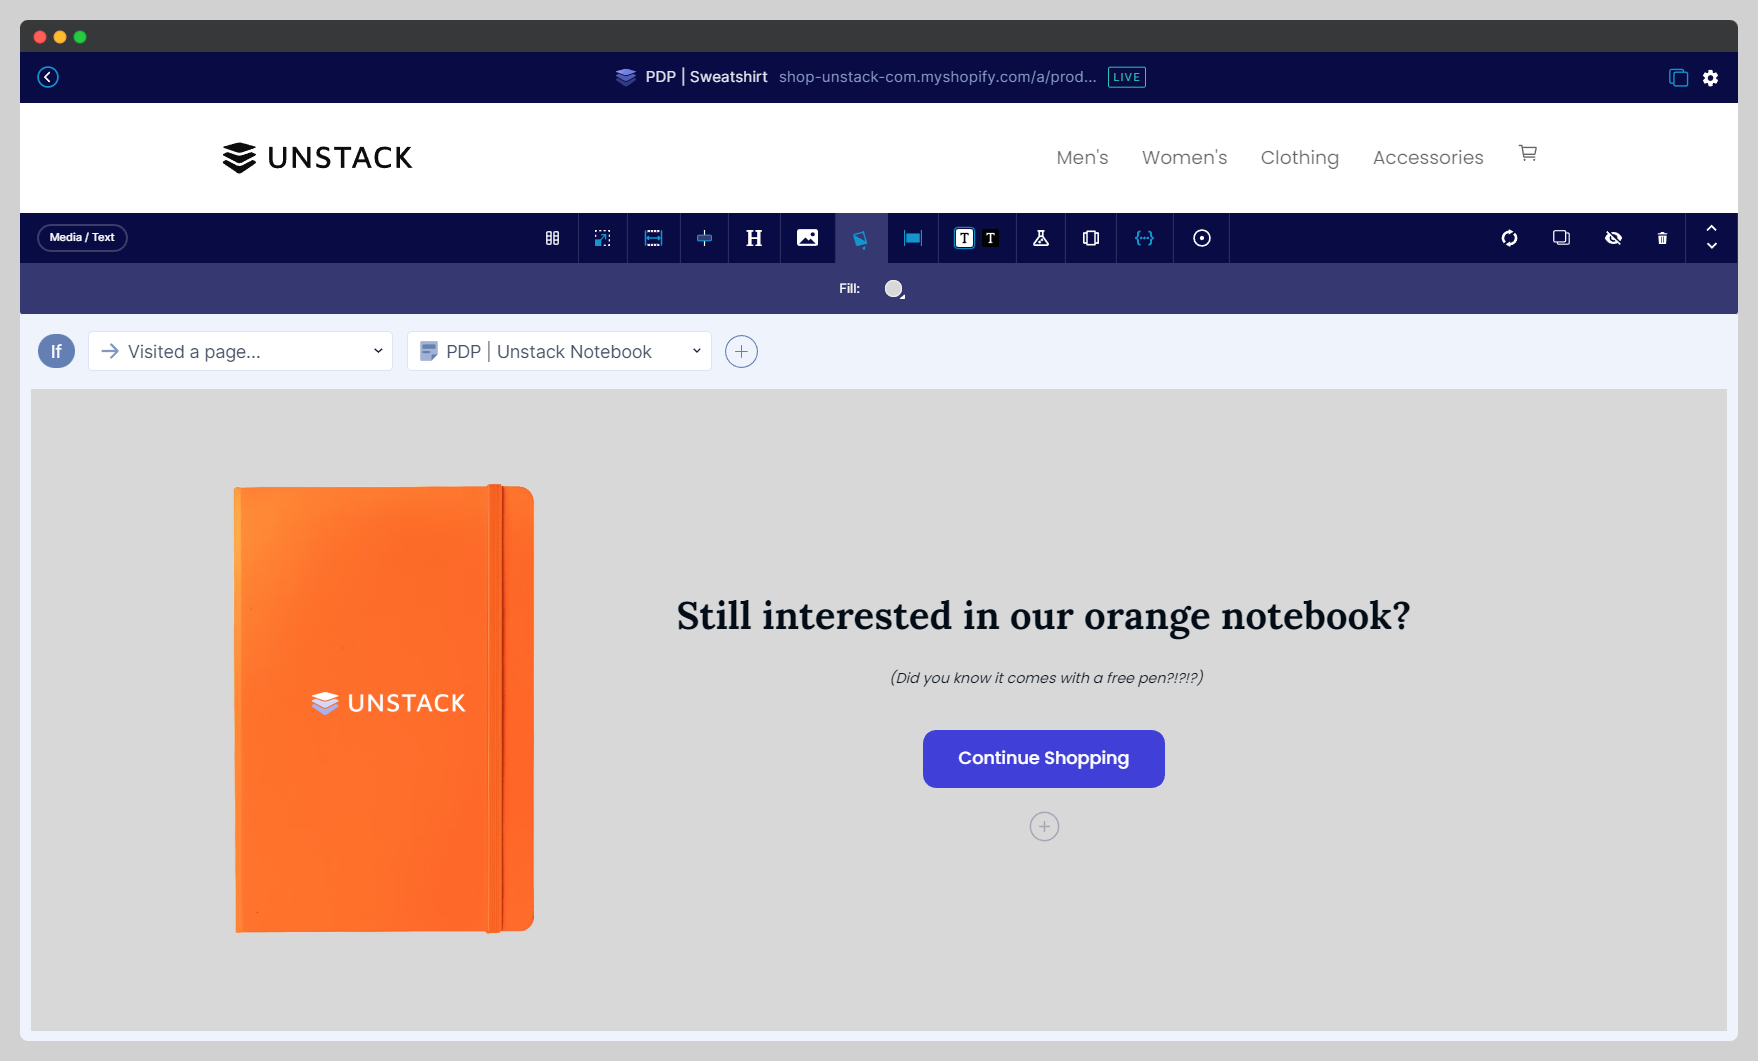 PDP | Sweatshirt shop-unstack-com.myshopify.com/a/prod... LIVE
UNSTACK
Men's Women's Clothing Accessories
Media / Text
H
T T
Fill:
If Visited a page... PDP | Unstack Notebook
UNSTACK
Still interested in our orange notebook?
(Did you know it comes with a free pen?!?!?)
Continue Shopping